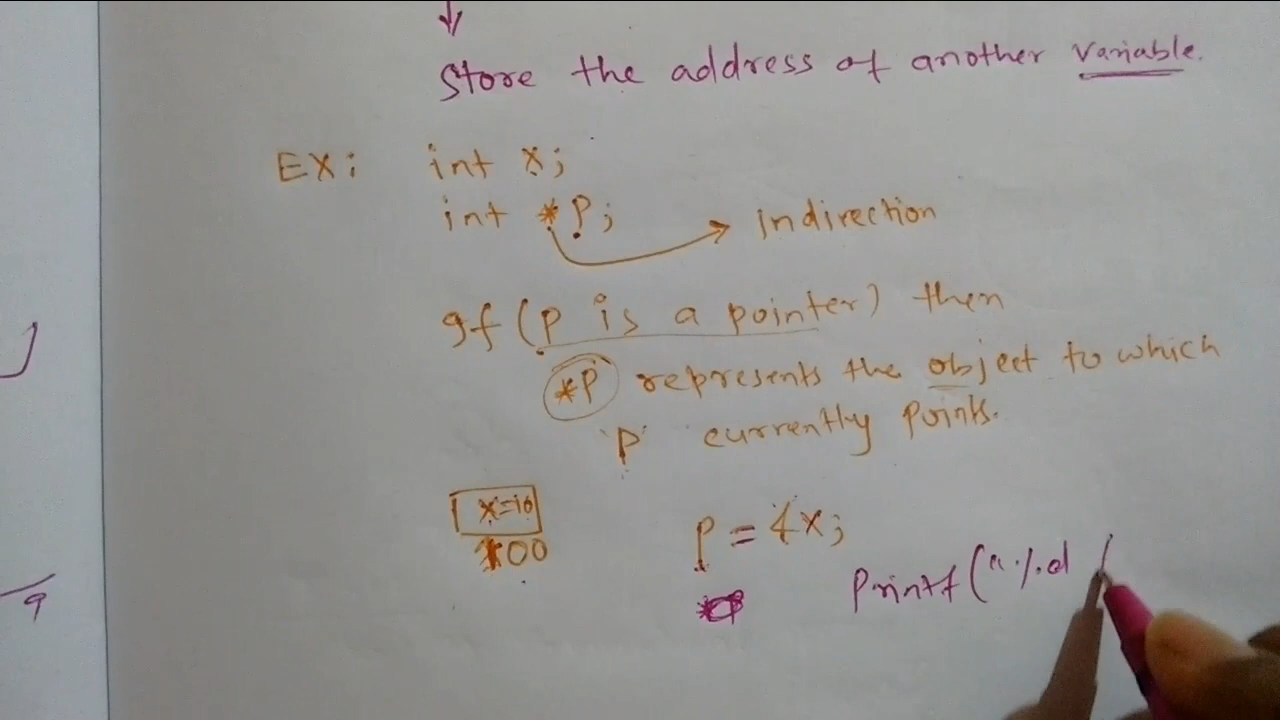 Store the address of another variable.
EX: int x;
int *P; → indirection
If (P is a pointer) then
*P represents the object to which
'P' currently points.
x=10
100
P = &x;
Printf("%d